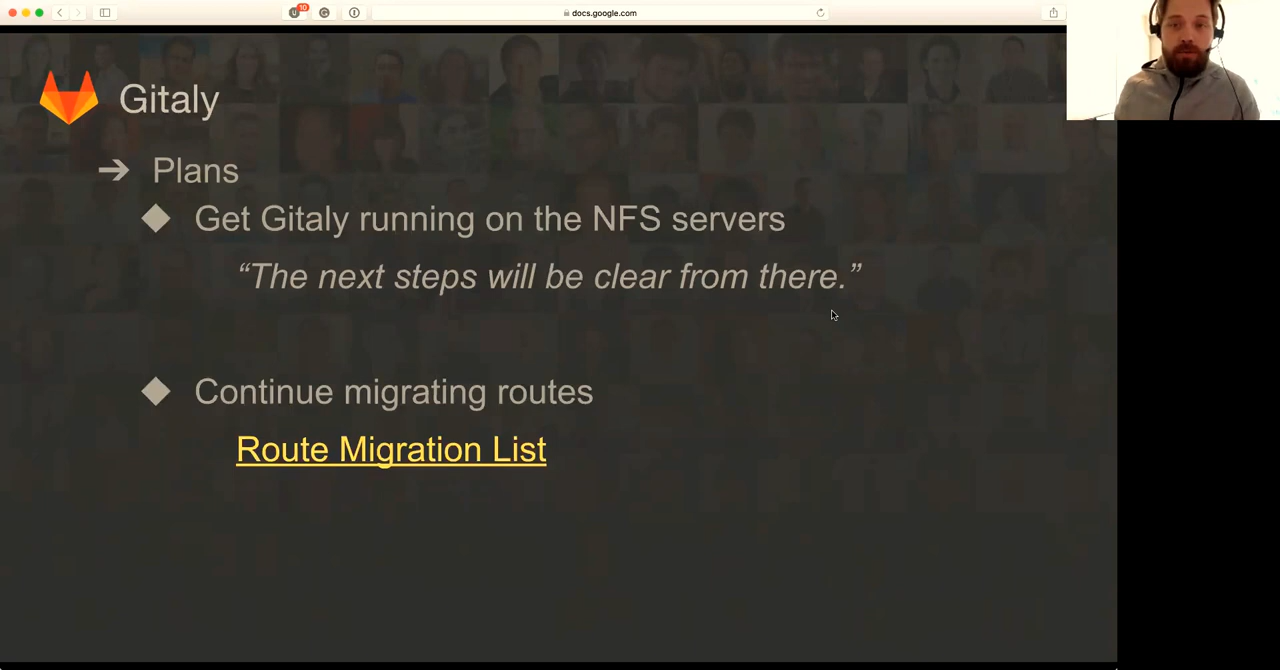 10
docs.google.com
Gitaly
➔ Plans
◆ Get Gitaly running on the NFS servers
“The next steps will be clear from there.”
◆ Continue migrating routes
Route Migration List